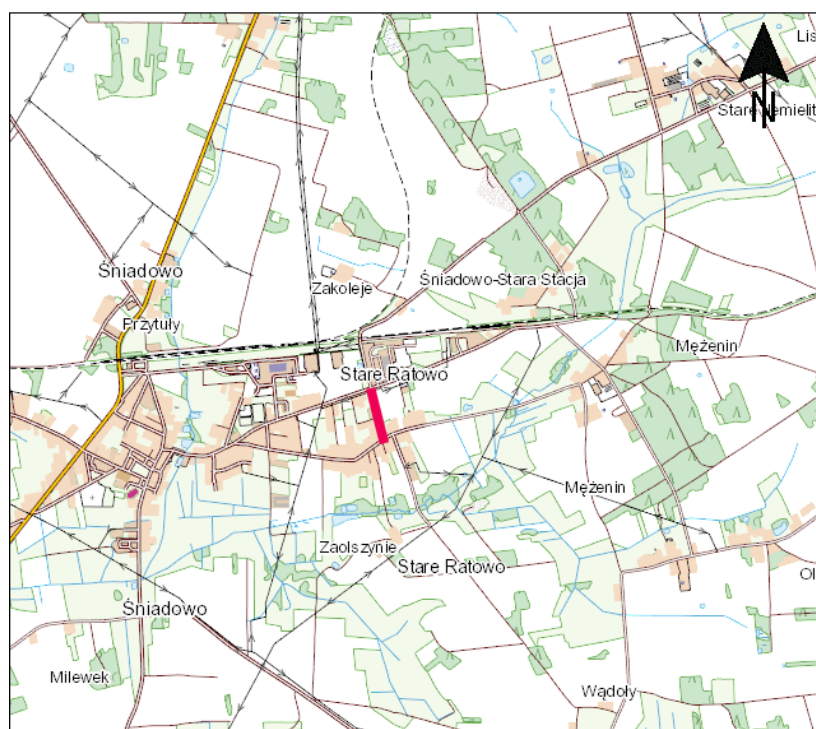 Lis
Stare Jemielit
N
Śniadowo
Zakoleje
Śniadowo-Stara Stacja
Przytuły
Mężenin
Stare Ratowo
Mężenin
Zaolszynie
Stare Ratowo
Ol
Śniadowo
Milewek
Wądoły